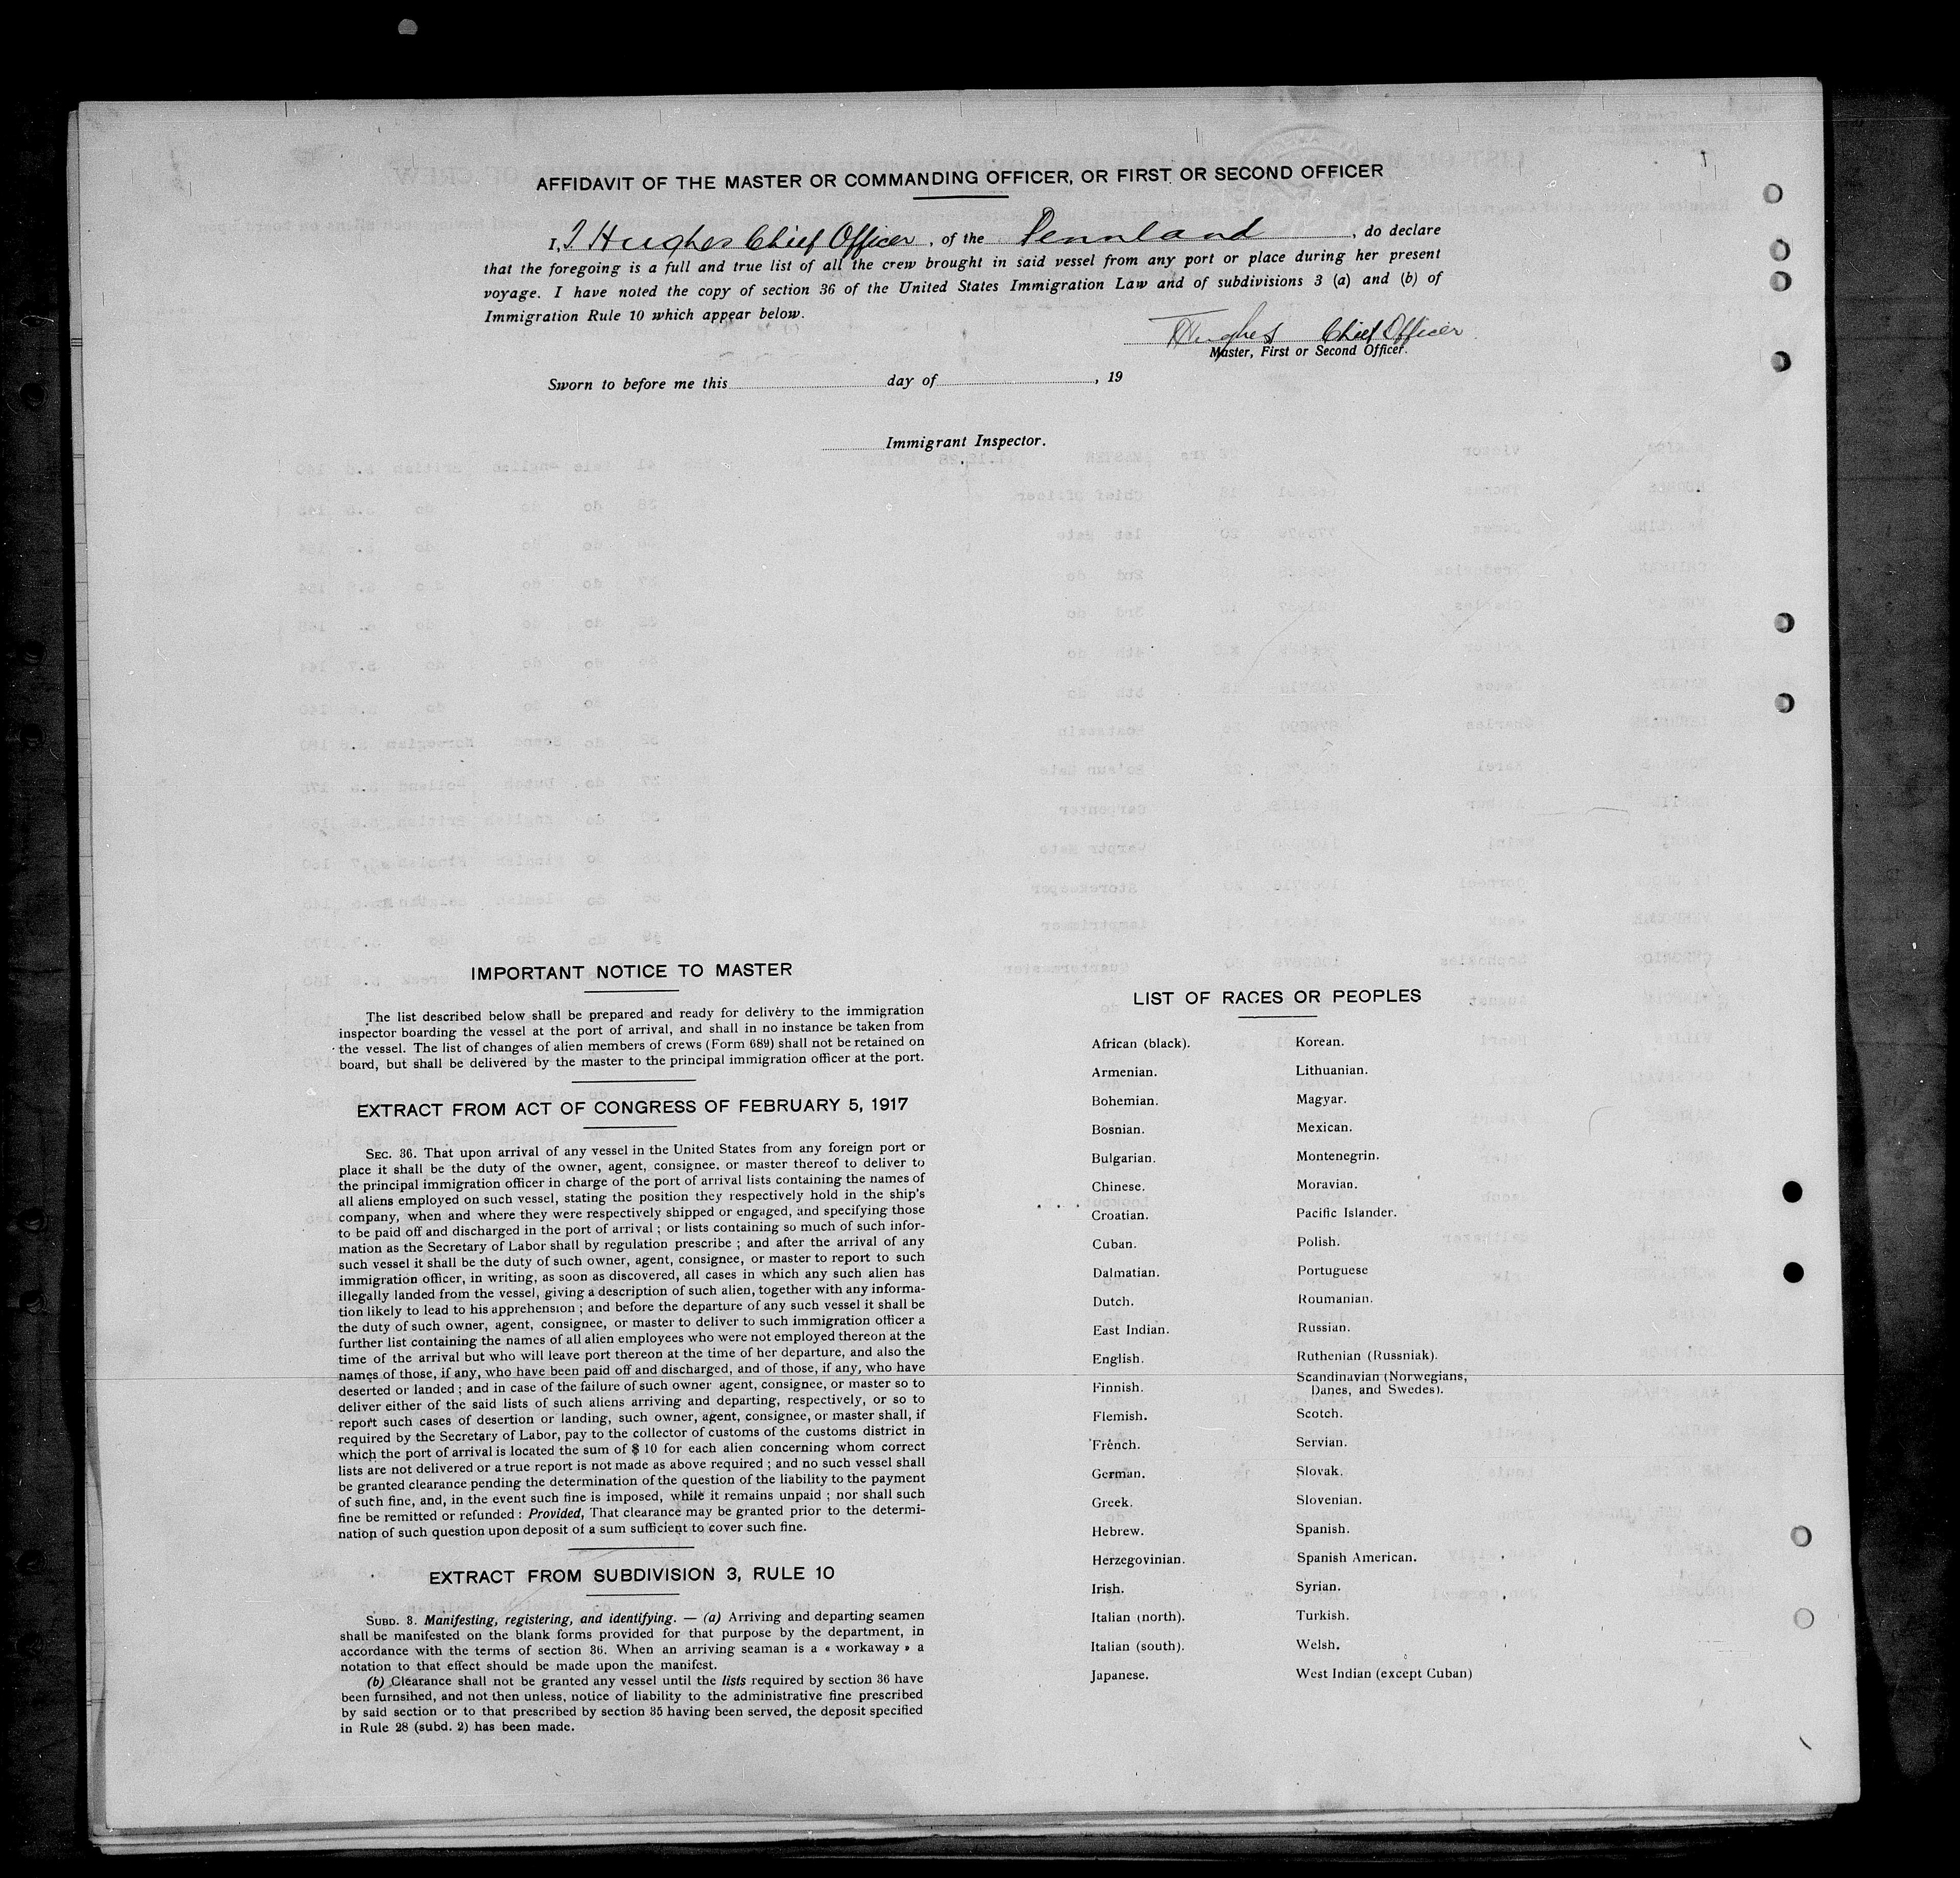 AFFIDAVIT OF THE MASTER OR COMMANDING OFFICER, OR FIRST OR SECOND OFFICER
I, T Hughes Chief Officer, of the Pennland, do declare
that the foregoing is a full and true list of all the crew brought in said vessel from any port or place during her present
voyage. I have noted the copy of section 36 of the United States Immigration Law and of subdivisions 3 (a) and (b) of
Immigration Rule 10 which appear below.
THughes Chief Officer
Master, First or Second Officer.
Sworn to before me this day of , 19
Immigrant Inspector.
IMPORTANT NOTICE TO MASTER
The list described below shall be prepared and ready for delivery to the immigration
inspector boarding the vessel at the port of arrival, and shall in no instance be taken from
the vessel. The list of changes of alien members of crews (Form 689) shall not be retained on
board, but shall be delivered by the master to the principal immigration officer at the port.
EXTRACT FROM ACT OF CONGRESS OF FEBRUARY 5, 1917
SEC. 36. That upon arrival of any vessel in the United States from any foreign port or
place it shall be the duty of the owner, agent, consignee, or master thereof to deliver to
the principal immigration officer in charge of the port of arrival lists containing the names of
all aliens employed on such vessel, stating the position they respectively hold in the ship's
company, when and where they were respectively shipped or engaged, and specifying those
to be paid off and discharged in the port of arrival ; or lists containing so much of such infor-
mation as the Secretary of Labor shall by regulation prescribe ; and after the arrival of any
such vessel it shall be the duty of such owner, agent, consignee, or master to report to such
immigration officer, in writing, as soon as discovered, all cases in which any such alien has
illegally landed from the vessel, giving a description of such alien, together with any informa-
tion likely to lead to his apprehension ; and before the departure of any such vessel it shall be
the duty of such owner, agent, consignee, or master to deliver to such immigration officer a
further list containing the names of all alien employees who were not employed thereon at the
time of the arrival but who will leave port thereon at the time of her departure, and also the
names of those, if any, who have been paid off and discharged, and of those, if any, who have
deserted or landed ; and in case of the failure of such owner agent, consignee, or master so to
deliver either of the said lists of such aliens arriving and departing, respectively, or so to
report such cases of desertion or landing, such owner, agent, consignee, or master shall, if
required by the Secretary of Labor, pay to the collector of customs of the customs district in
which the port of arrival is located the sum of $ 10 for each alien concerning whom correct
lists are not delivered or a true report is not made as above required ; and no such vessel shall
be granted clearance pending the determination of the question of the liability to the payment
of such fine, and, in the event such fine is imposed, while it remains unpaid ; nor shall such
fine be remitted or refunded : Provided, That clearance may be granted prior to the determi-
nation of such question upon deposit of a sum sufficient to cover such fine.
EXTRACT FROM SUBDIVISION 3, RULE 10
SUBD. 3. Manifesting, registering, and identifying. — (a) Arriving and departing seamen
shall be manifested on the blank forms provided for that purpose by the department, in
accordance with the terms of section 36. When an arriving seaman is a « workaway » a
notation to that effect should be made upon the manifest.
(b) Clearance shall not be granted any vessel until the lists required by section 36 have
been furnsihed, and not then unless, notice of liability to the administrative fine prescribed
by said section or to that prescribed by section 35 having been served, the deposit specified
in Rule 28 (subd. 2) has been made.
LIST OF RACES OR PEOPLES
African (black).
Armenian.
Bohemian.
Bosnian.
Bulgarian.
Chinese.
Croatian.
Cuban.
Dalmatian.
Dutch.
East Indian.
English.
Finnish.
Flemish.
French.
German.
Greek.
Hebrew.
Herzegovinian.
Irish.
Italian (north).
Italian (south).
Japanese.
Korean.
Lithuanian.
Magyar.
Mexican.
Montenegrin.
Moravian.
Pacific Islander.
Polish.
Portuguese
Roumanian.
Russian.
Ruthenian (Russniak).
Scandinavian (Norwegians,
Danes, and Swedes).
Scotch.
Servian.
Slovak.
Slovenian.
Spanish.
Spanish American.
Syrian.
Turkish.
Welsh.
West Indian (except Cuban)